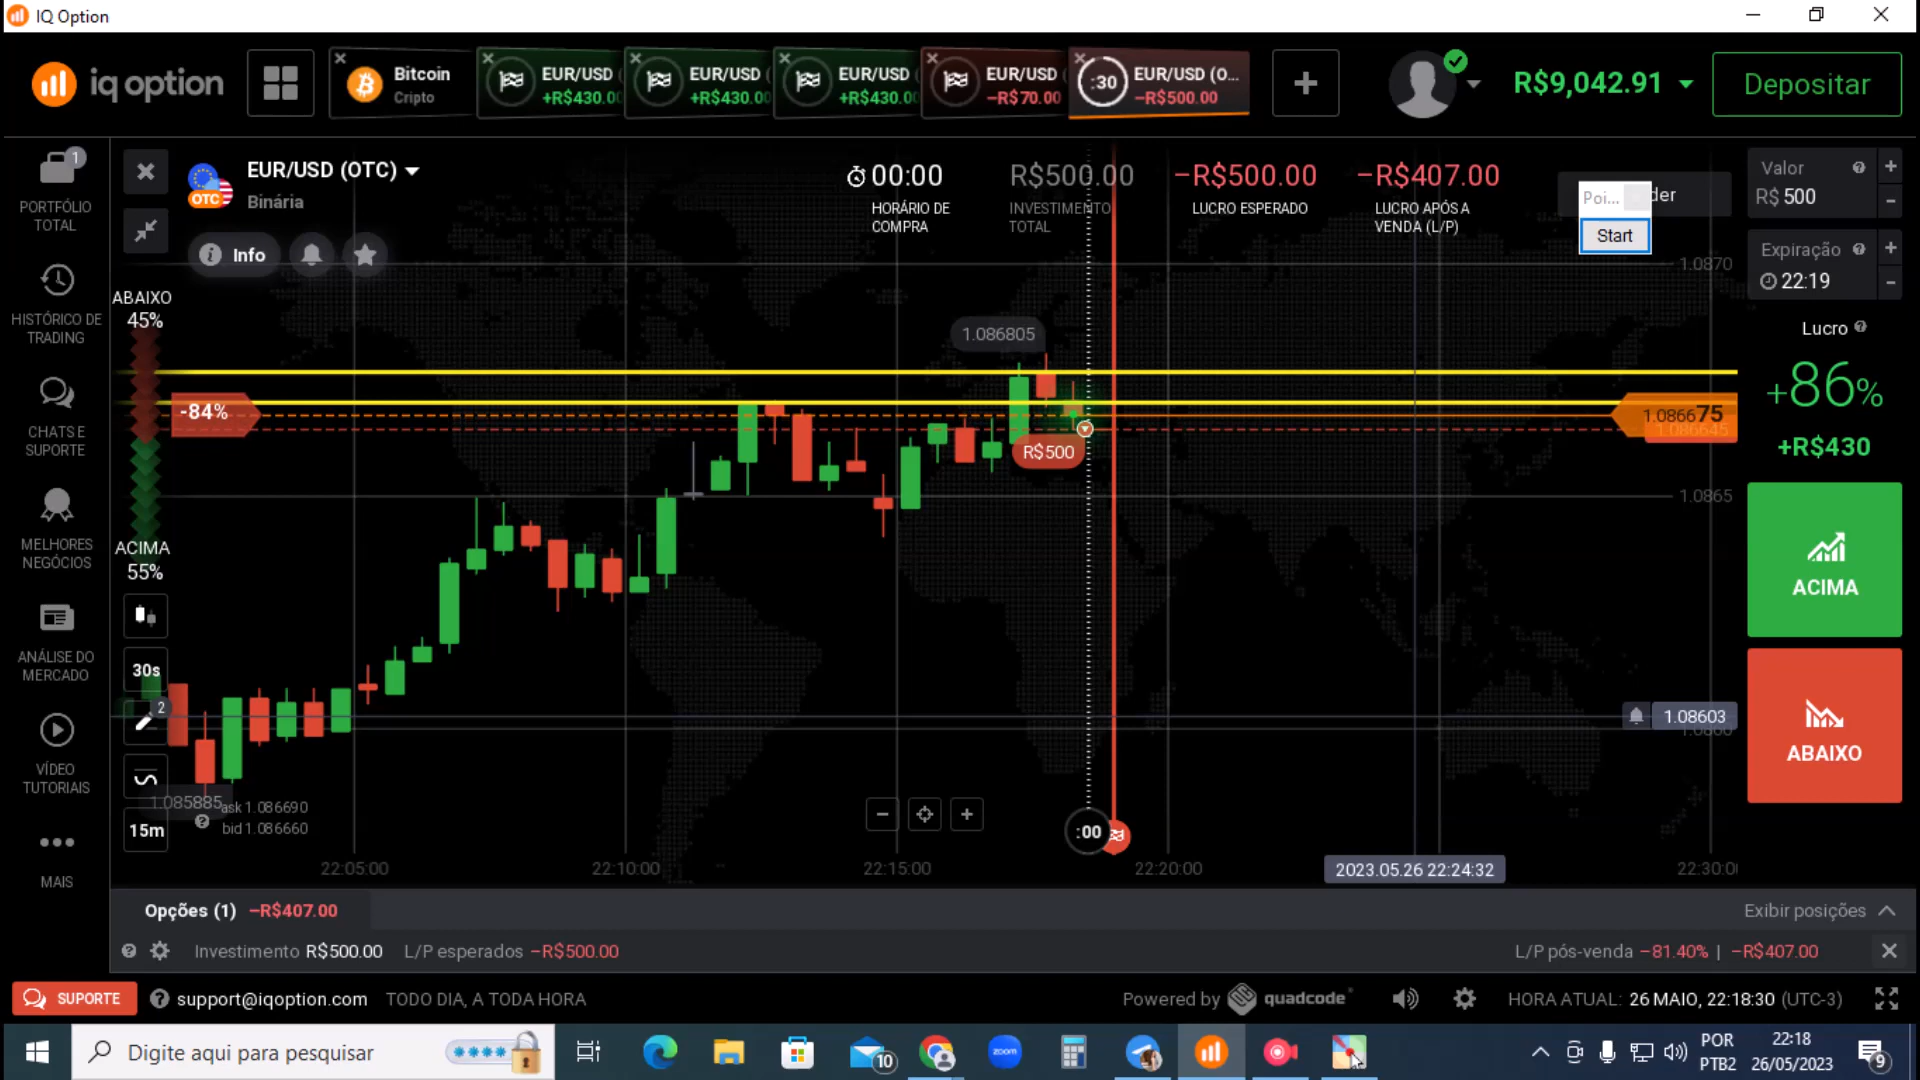 IQ Option
iq option
Bitcoin
Cripto
EUR/USD (
+R$430.00
EUR/USD (
+R$430.00
EUR/USD (
+R$430.00
EUR/USD (
−R$70.00
:30
EUR/USD (O...
−R$500.00
R$9,042.91
Depositar
1
PORTFÓLIO
TOTAL
HISTÓRICO DE
TRADING
CHATS E
SUPORTE
MELHORES
NEGÓCIOS
ANÁLISE DO
MERCADO
VÍDEO
TUTORIAIS
MAIS
EUR/USD (OTC)
OTC
Binária
Info
00:00
HORÁRIO DE
COMPRA
R$500.00
INVESTIMENTO
TOTAL
−R$500.00
LUCRO ESPERADO
−R$407.00
LUCRO APÓS A
VENDA (L/P)
Poi...
der
Start
Valor
R$ 500
Expiração
22:19
Lucro
+86%
+R$430
ACIMA
ABAIXO
ABAIXO
45%
-84%
ACIMA
55%
30s
2
15m
1.0870
1.086805
1.086675
1.086645
R$500
1.0865
1.08603
1.0860
1.085885
ask 1.086690
bid 1.086660
:00
22:05:00
22:10:00
22:15:00
22:20:00
2023.05.26 22:24:32
22:30:0
Opções (1) −R$407.00
Exibir posições
Investimento R$500.00 L/P esperados −R$500.00
L/P pós-venda −81.40% | −R$407.00
SUPORTE
support@iqoption.com
TODO DIA, A TODA HORA
Powered by quadcode
HORA ATUAL: 26 MAIO, 22:18:30 (UTC-3)
Digite aqui para pesquisar
10
zoom
POR
PTB2
22:18
26/05/2023
9